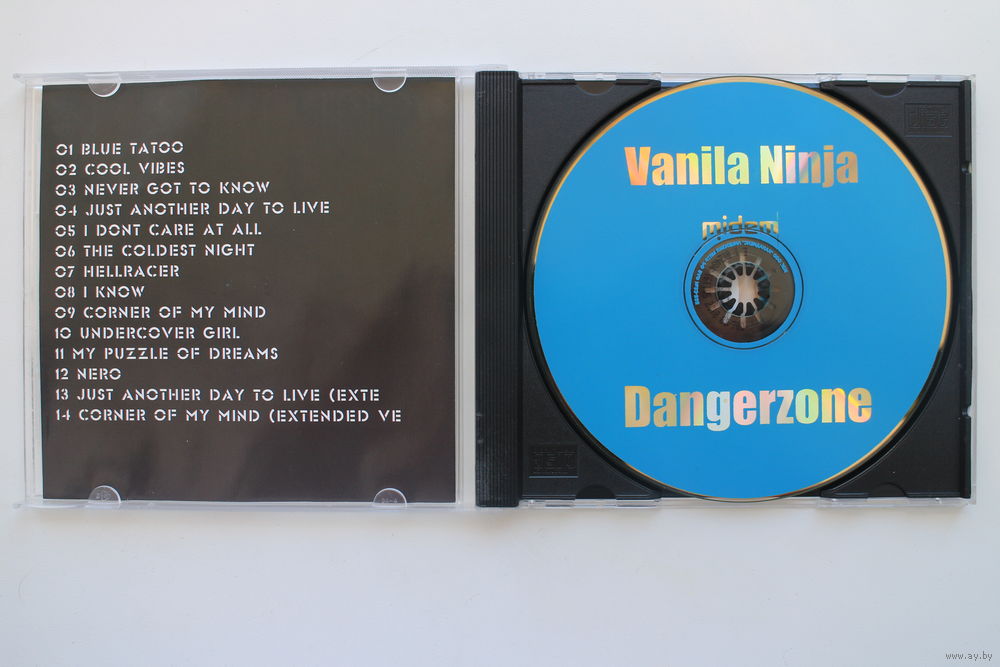 01 BLUE TATOO
02 COOL VIBES
03 NEVER GOT TO KNOW
04 JUST ANOTHER DAY TO LIVE
05 I DONT CARE AT ALL
06 THE COLDEST NIGHT
07 HELLRACER
08 I KNOW
09 CORNER OF MY MIND
10 UNDERCOVER GIRL
11 MY PUZZLE OF DREAMS
12 NERO
13 JUST ANOTHER DAY TO LIVE (EXTE
14 CORNER OF MY MIND (EXTENDED VE
Vanila Ninja
midem
Dangerzone
www.ay.by